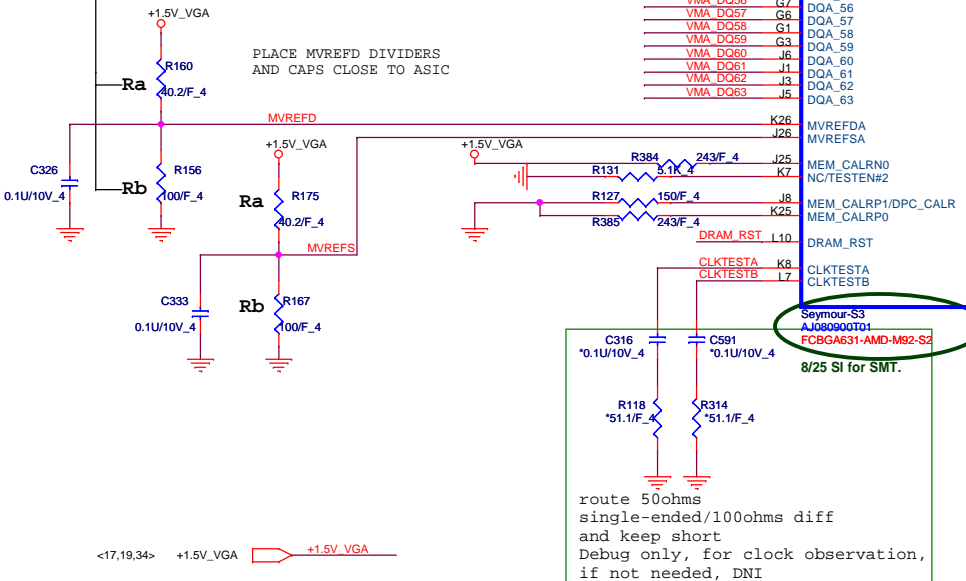 VMA_DQ56 G7 DQA_56
VMA_DQ57 G6 DQA_57
VMA_DQ58 G1 DQA_58
VMA_DQ59 G3 DQA_59
VMA_DQ60 J6 DQA_60
VMA_DQ61 J1 DQA_61
VMA_DQ62 J3 DQA_62
VMA_DQ63 J5 DQA_63
+1.5V_VGA
PLACE MVREFD DIVIDERS
AND CAPS CLOSE TO ASIC
R160
Ra
40.2/F_4
MVREFD
K26 MVREFDA
J26 MVREFSA
C326
0.1U/10V_4
R156
Rb
100/F_4
+1.5V_VGA
Ra
R175
40.2/F_4
MVREFS
C333
0.1U/10V_4
Rb
R167
100/F_4
+1.5V_VGA
R384 243/F_4 J25 MEM_CALRN0
R131 5.1K_4 K7 NC/TESTEN#2
R127 150/F_4 J8 MEM_CALRP1/DPC_CALR
R385 243/F_4 K25 MEM_CALRP0
DRAM_RST L10 DRAM_RST
CLKTESTA K8 CLKTESTA
CLKTESTB L7 CLKTESTB
Seymour-S3
AJ080900T01
FCBGA631-AMD-M92-S2
8/25 SI for SMT.
C316
*0.1U/10V_4
C591
*0.1U/10V_4
R118
*51.1/F_4
R314
*51.1/F_4
route 50ohms
single-ended/100ohms diff
and keep short
Debug only, for clock observation,
if not needed, DNI
<17,19,34> +1.5V_VGA +1.5V_VGA